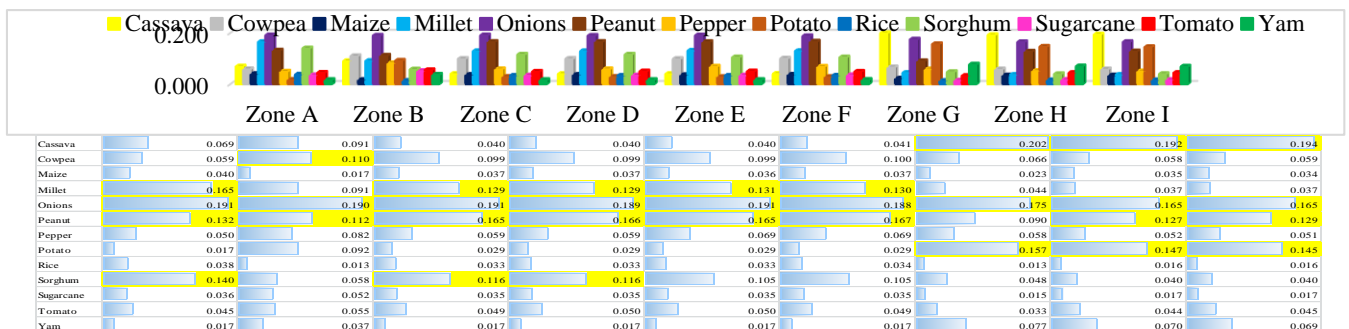 Cassava Cowpea Maize Millet Onions Peanut Pepper Potato Rice Sorghum Sugarcane Tomato Yam
0.200
0.000
Zone A Zone B Zone C Zone D Zone E Zone F Zone G Zone H Zone I
Cassava 0.069 0.091 0.040 0.040 0.040 0.041 0.202 0.192 0.194
Cowpea 0.059 0.110 0.099 0.099 0.099 0.100 0.066 0.058 0.059
Maize 0.040 0.017 0.037 0.037 0.036 0.037 0.023 0.035 0.034
Millet 0.165 0.091 0.129 0.129 0.131 0.130 0.044 0.037 0.037
Onions 0.191 0.190 0.191 0.189 0.191 0.188 0.175 0.165 0.165
Peanut 0.132 0.112 0.165 0.166 0.165 0.167 0.090 0.127 0.129
Pepper 0.050 0.082 0.059 0.059 0.069 0.069 0.058 0.052 0.051
Potato 0.017 0.092 0.092 0.029 0.029 0.029 0.157 0.147 0.145
Rice 0.038 0.013 0.033 0.033 0.033 0.034 0.013 0.016 0.016
Sorghum 0.140 0.058 0.116 0.116 0.105 0.105 0.048 0.040 0.040
Sugarcane 0.036 0.052 0.035 0.035 0.035 0.035 0.015 0.017 0.017
Tomato 0.045 0.055 0.049 0.050 0.050 0.049 0.033 0.044 0.045
Yam 0.017 0.037 0.017 0.017 0.017 0.017 0.077 0.070 0.069